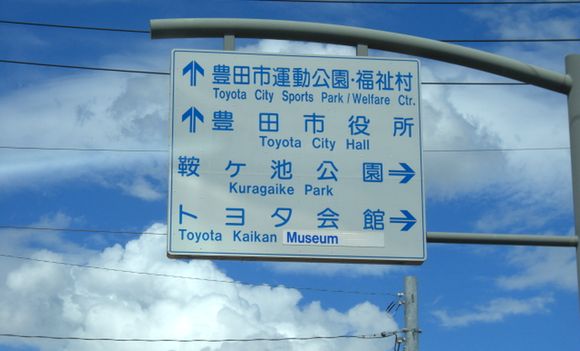 ↑豊田市運動公園・福祉村
Toyota City Sports Park/Welfare Ctr.
↑豊田市役所
Toyota City Hall
鞍ケ池公園→
Kuragaike Park
トヨタ会館→
Toyota Kaikan Museum